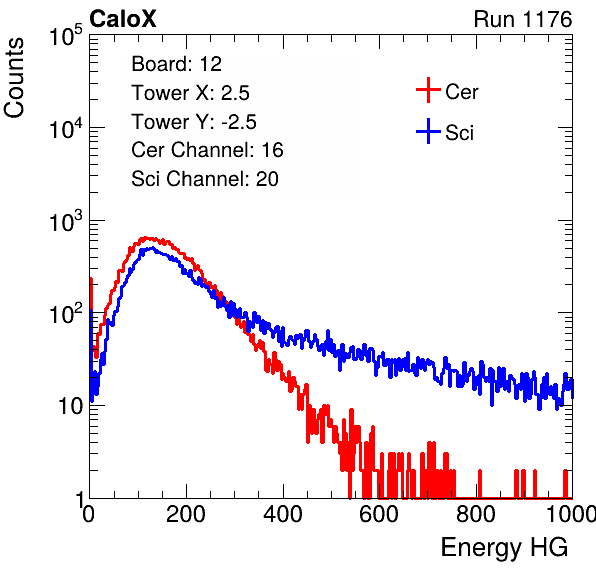 CaloX Run 1176
Counts
Board: 12
Tower X: 2.5
Tower Y: -2.5
Cer Channel: 16
Sci Channel: 20
Cer
Sci
10^5
10^4
10^3
10^2
10
1
0 200 400 600 800 1000
Energy HG